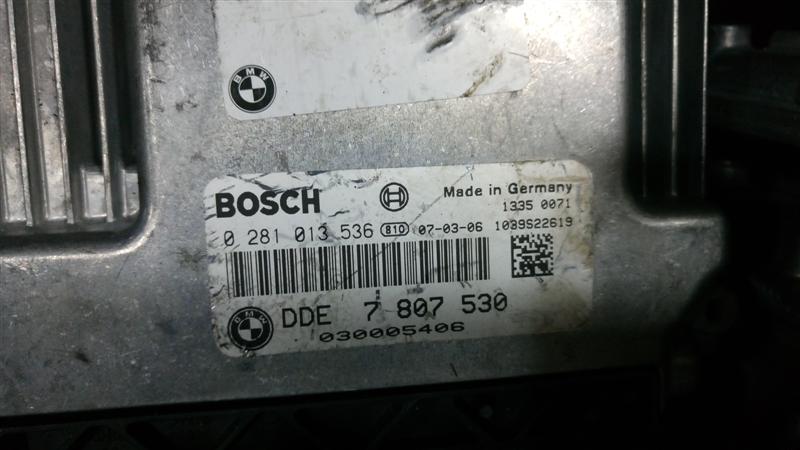 BMW
BOSCH Made in Germany
1335 0071
0 281 013 536 810 07-03-06 1039S22619
BMW DDE 7 807 530
030005406